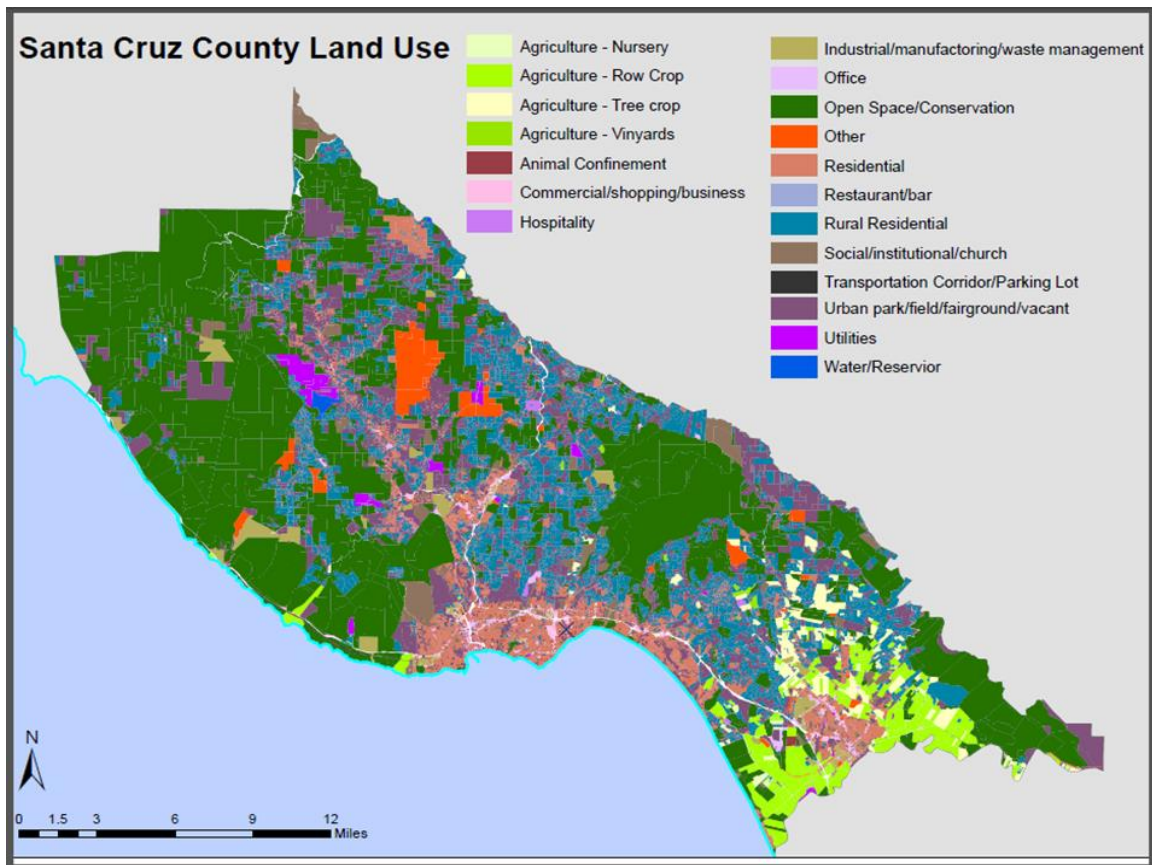 Santa Cruz County Land Use
Agriculture - Nursery
Agriculture - Row Crop
Agriculture - Tree crop
Agriculture - Vinyards
Animal Confinement
Commercial/shopping/business
Hospitality
Industrial/manufactoring/waste management
Office
Open Space/Conservation
Other
Residential
Restaurant/bar
Rural Residential
Social/institutional/church
Transportation Corridor/Parking Lot
Urban park/field/fairground/vacant
Utilities
Water/Reservior
N
0 1.5 3 6 9 12
Miles